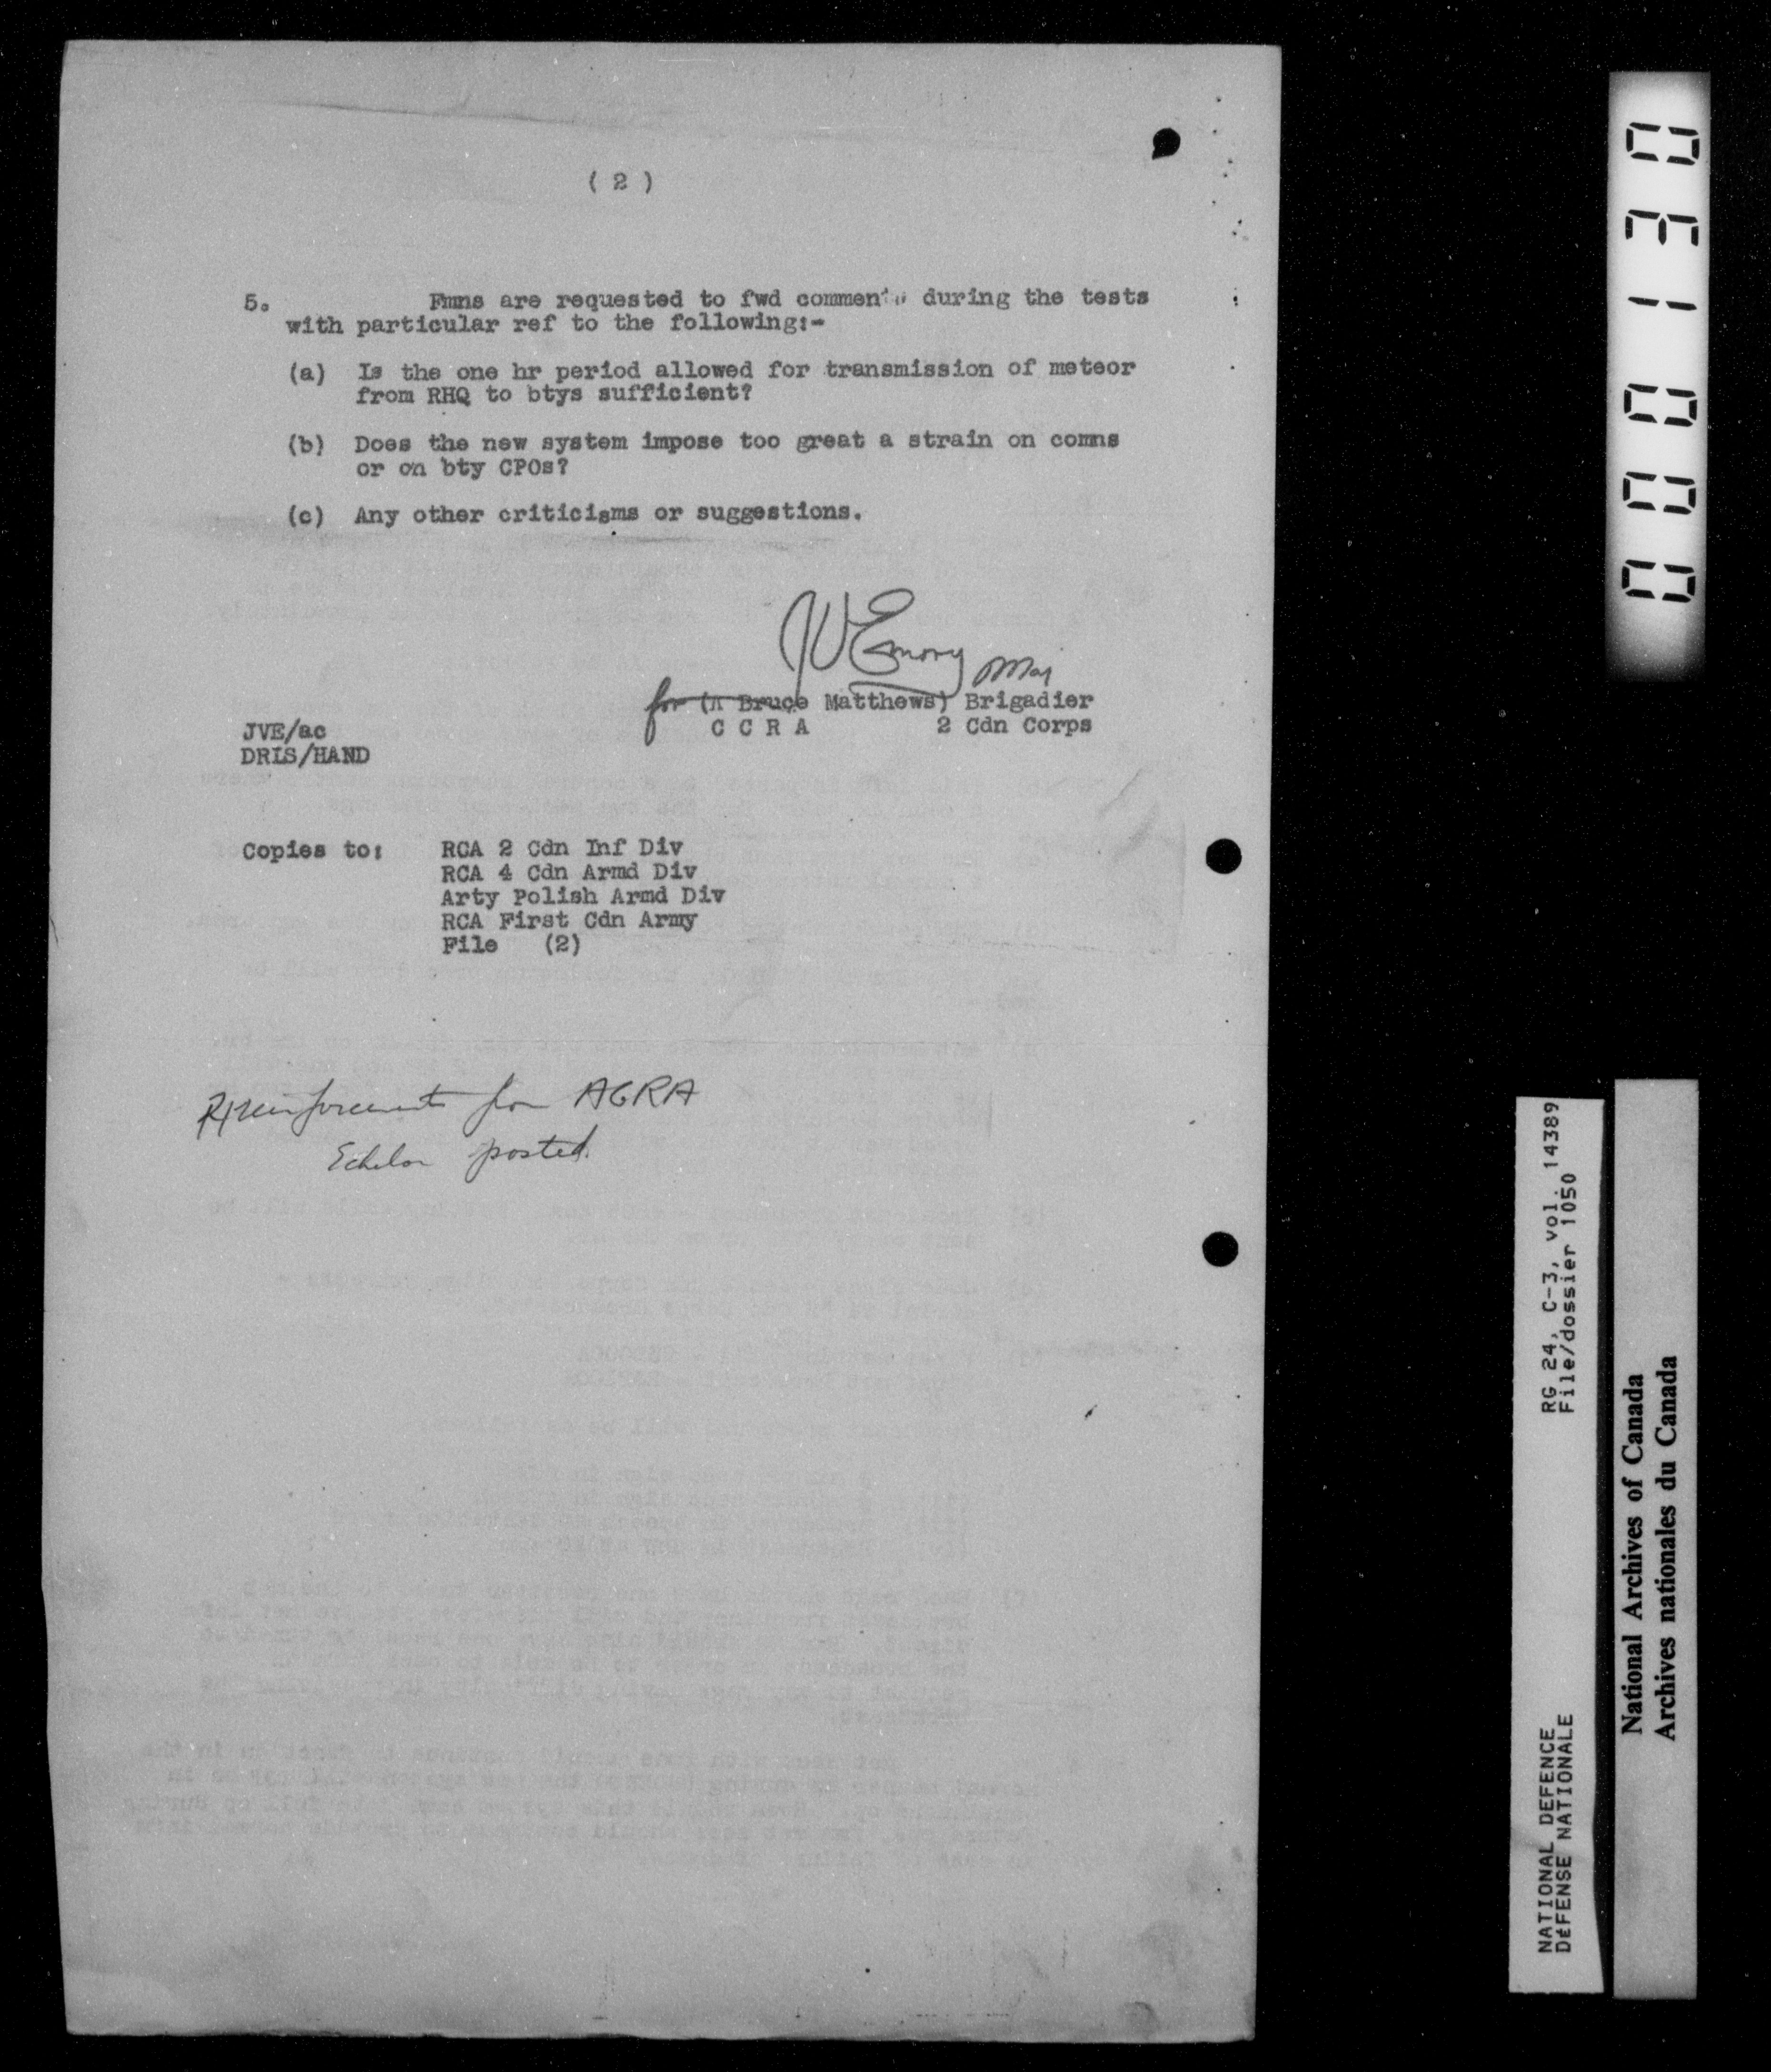 ( 2 )
5. Fmns are requested to fwd comments during the tests
with particular ref to the following:-
(a) Is the one hr period allowed for transmission of meteor
from RHQ to btys sufficient?
(b) Does the new system impose too great a strain on comns
or on bty CPOs?
(c) Any other criticisms or suggestions.
JVEmory Maj
for (A Bruce Matthews) Brigadier
C C R A 2 Cdn Corps
JVE/ac
DRLS/HAND
Copies to: RCA 2 Cdn Inf Div
RCA 4 Cdn Armd Div
Arty Polish Armd Div
RCA First Cdn Army
File (2)
Reinforcements for AGRA
Echelon posted.
000130
RG 24, C-3, vol. 14389
File/dossier 1050
NATIONAL DEFENCE
DéFENSE NATIONALE
National Archives of Canada
Archives nationales du Canada